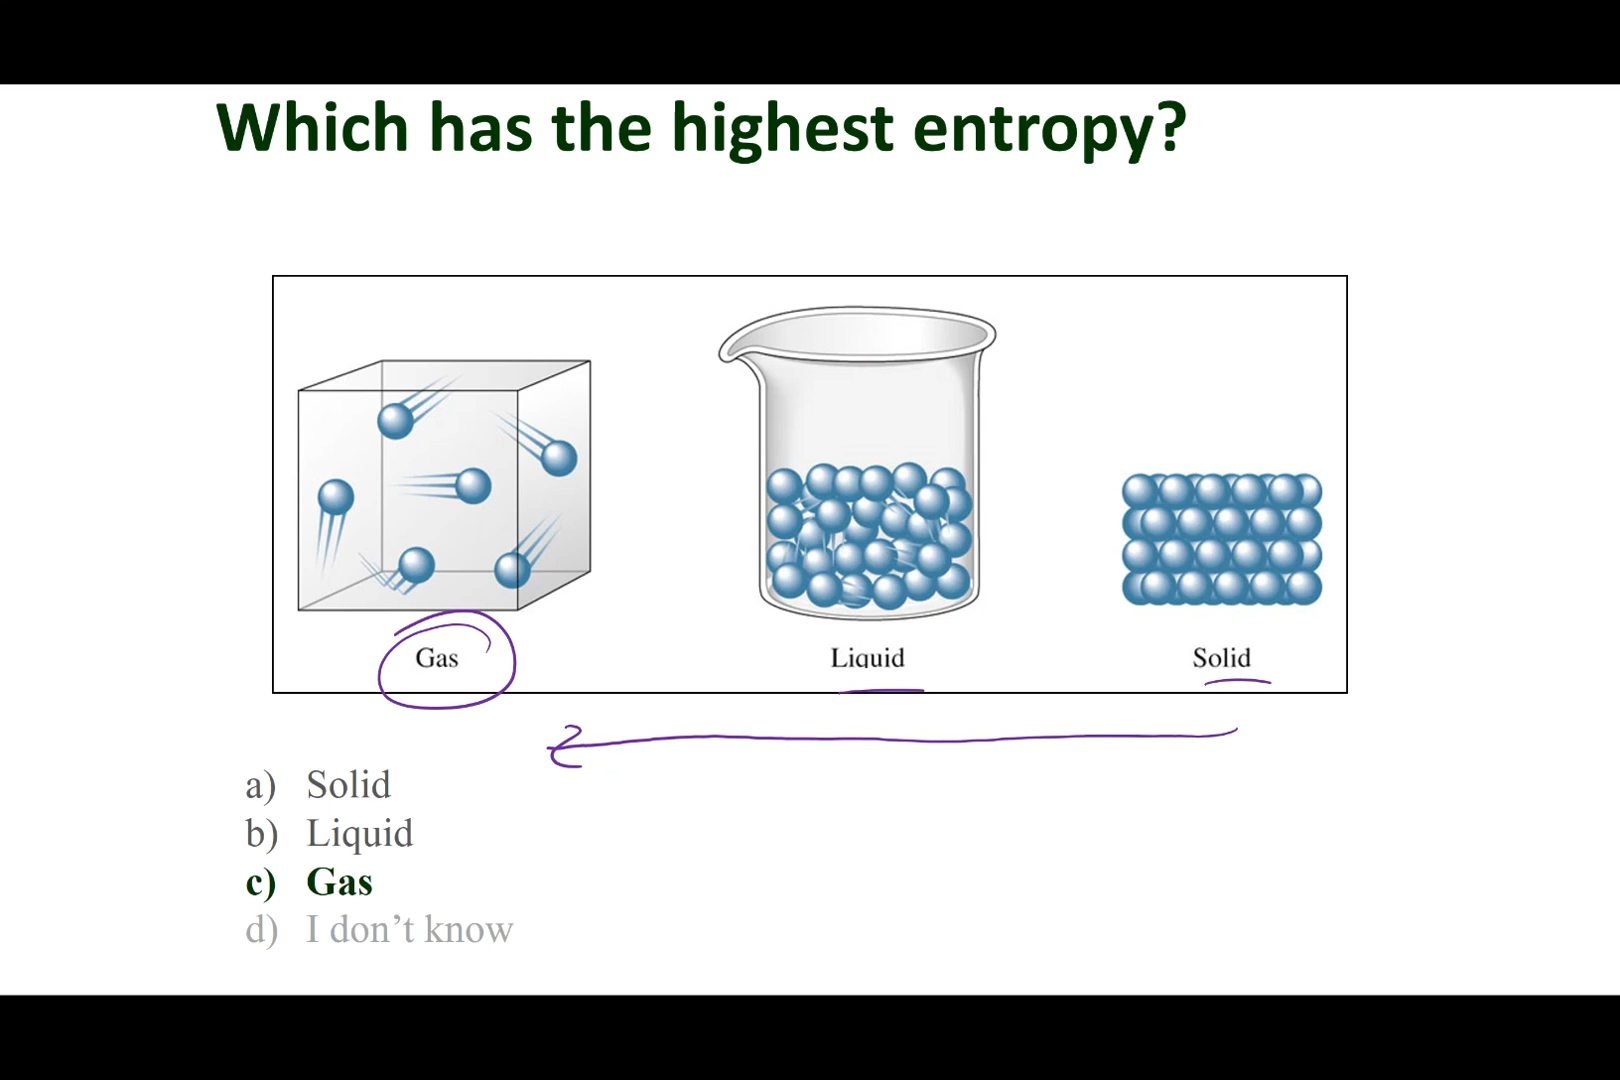 Which has the highest entropy?
Gas Liquid Solid
a) Solid
b) Liquid
c) Gas
d) I don’t know